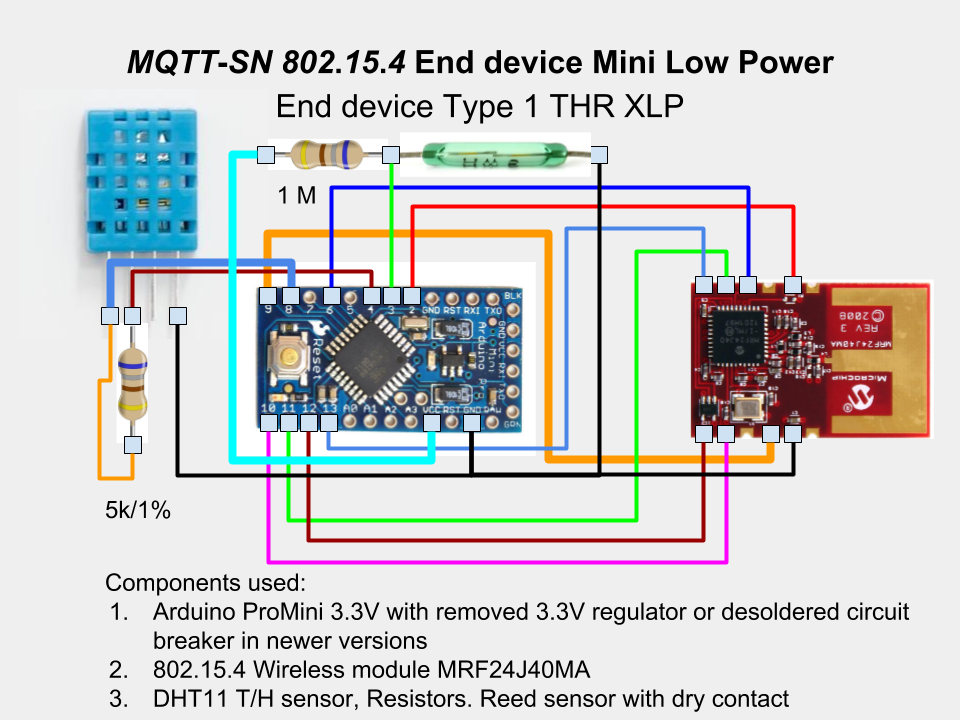 MQTT-SN 802.15.4 End device Mini Low Power
End device Type 1 THR XLP
1 M
9 8 7 6 5 4 3 2 GND RST RXI TXO BLK
Reset
Arduino
10 11 12 13 A0 A1 A2 A3 VCC RST GND RAW
REV 3
©2008
MRF24J40MA
MICROCHIP
5k/1%
Components used:
1. Arduino ProMini 3.3V with removed 3.3V regulator or desoldered circuit
breaker in newer versions
2. 802.15.4 Wireless module MRF24J40MA
3. DHT11 T/H sensor, Resistors. Reed sensor with dry contact